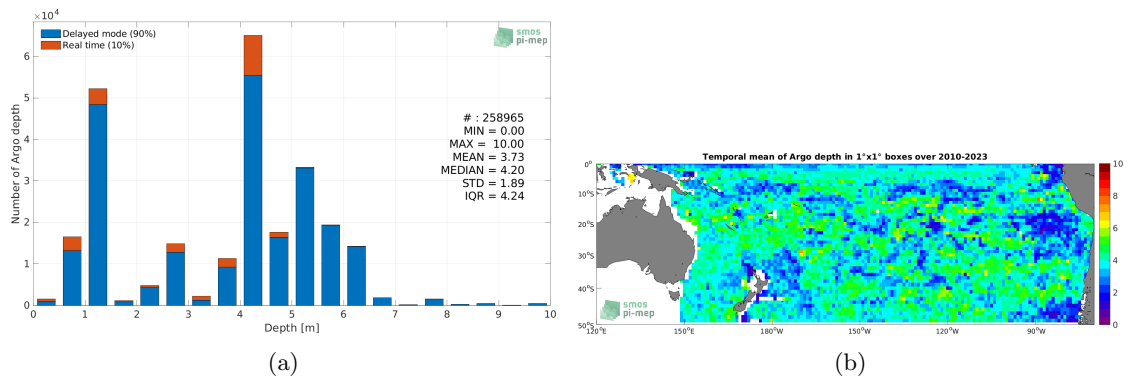 ×10⁴
Delayed mode (90%)
Real time (10%)
smos
pi-mep
6
5
4
3
2
1
0
Number of Argo depth
# : 258965
MIN = 0.00
MAX = 10.00
MEAN = 3.73
MEDIAN = 4.20
STD = 1.89
IQR = 4.24
0 1 2 3 4 5 6 7 8 9 10
Depth [m]
(a)
Temporal mean of Argo depth in 1°x1° boxes over 2010-2023
0°
10°S
20°S
30°S
40°S
50°S
120°E 150°E 180°W 150°W 120°W 90°W
10
8
6
4
2
0
smos
pi-mep
(b)